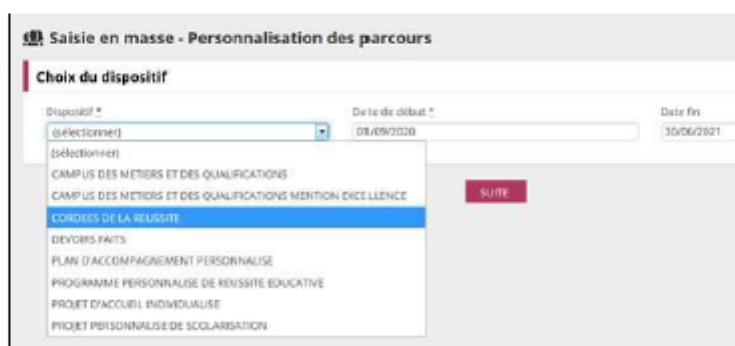 Saisie en masse - Personnalisation des parcours
Choix du dispositif
Dispositif * Date de début * Date fin
(sélectionner) 01/09/2020 30/06/2021
(sélectionner)
CAMPUS DES METIERS ET DES QUALIFICATIONS
CAMPUS DES METIERS ET DES QUALIFICATIONS MENTION EXCELLENCE
SUITE
CORDEES DE LA REUSSITE
DEVOIRS FAITS
PLAN D'ACCOMPAGNEMENT PERSONNALISE
PROGRAMME PERSONNALISE DE REUSSITE EDUCATIVE
PROJET D'ACCUEIL INDIVIDUALISE
PROJET PERSONNALISE DE SCOLARISATION